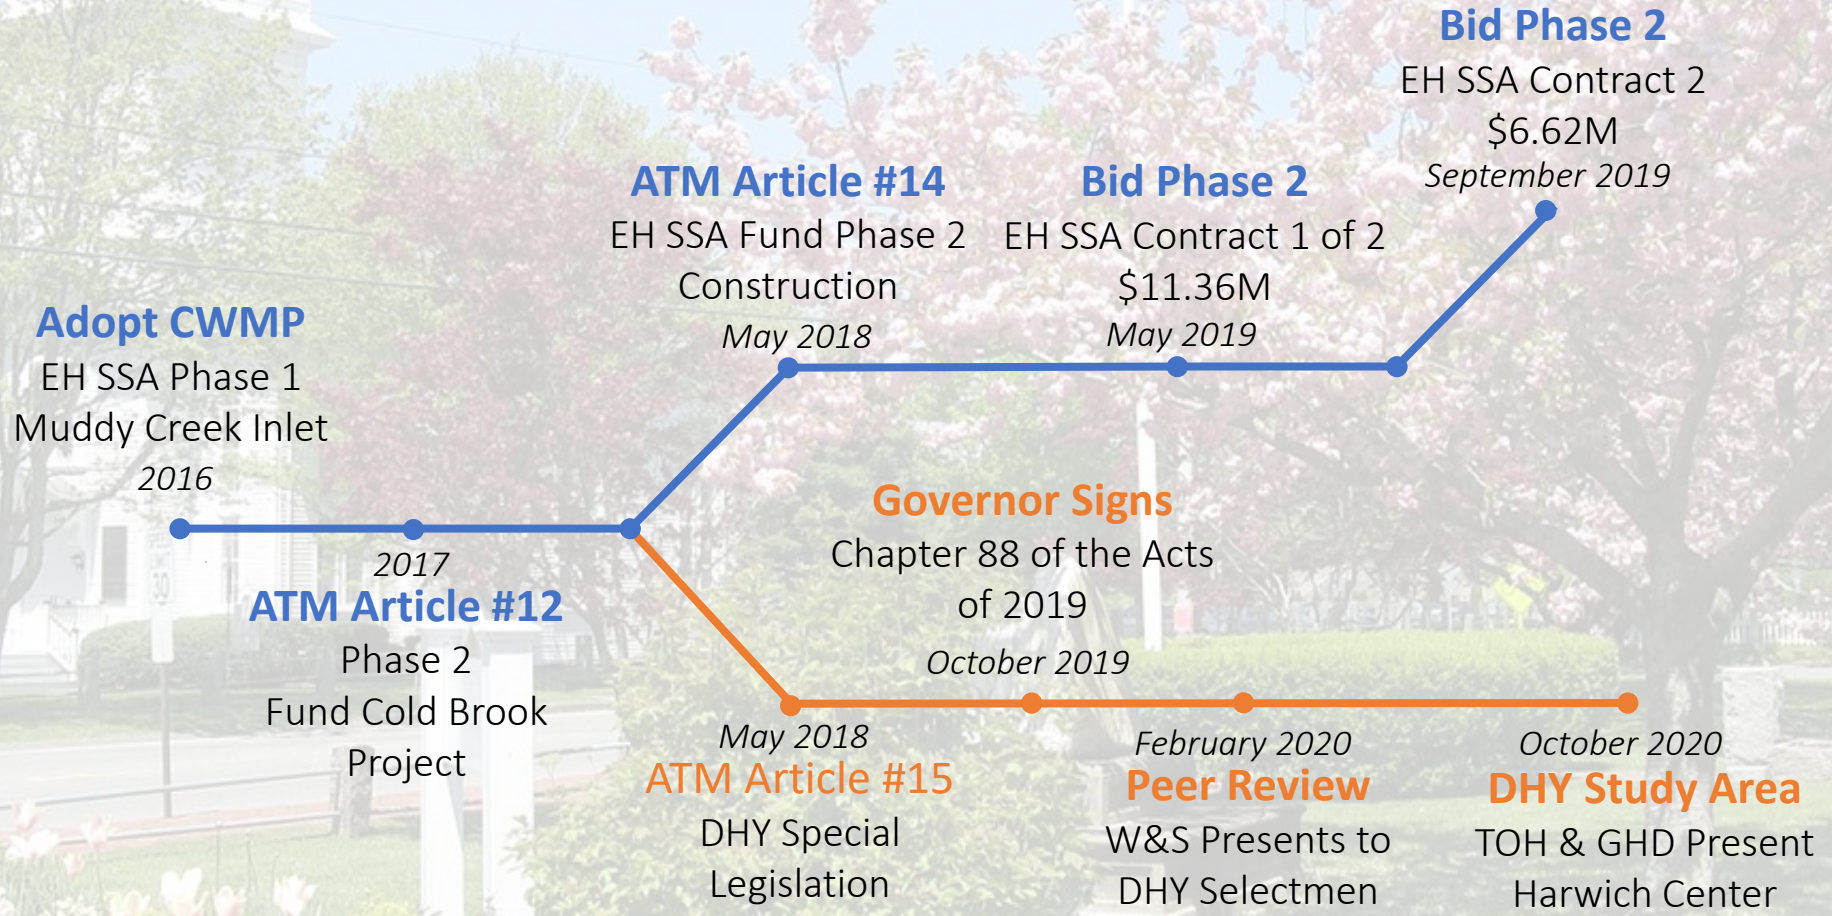 Adopt CWMP
EH SSA Phase 1
Muddy Creek Inlet
2016
2017
ATM Article #12
Phase 2
Fund Cold Brook
Project
ATM Article #14
EH SSA Fund Phase 2
Construction
May 2018
Bid Phase 2
EH SSA Contract 1 of 2
$11.36M
May 2019
Bid Phase 2
EH SSA Contract 2
$6.62M
September 2019
May 2018
ATM Article #15
DHY Special
Legislation
Governor Signs
Chapter 88 of the Acts
of 2019
October 2019
February 2020
Peer Review
W&S Presents to
DHY Selectmen
October 2020
DHY Study Area
TOH & GHD Present
Harwich Center
30